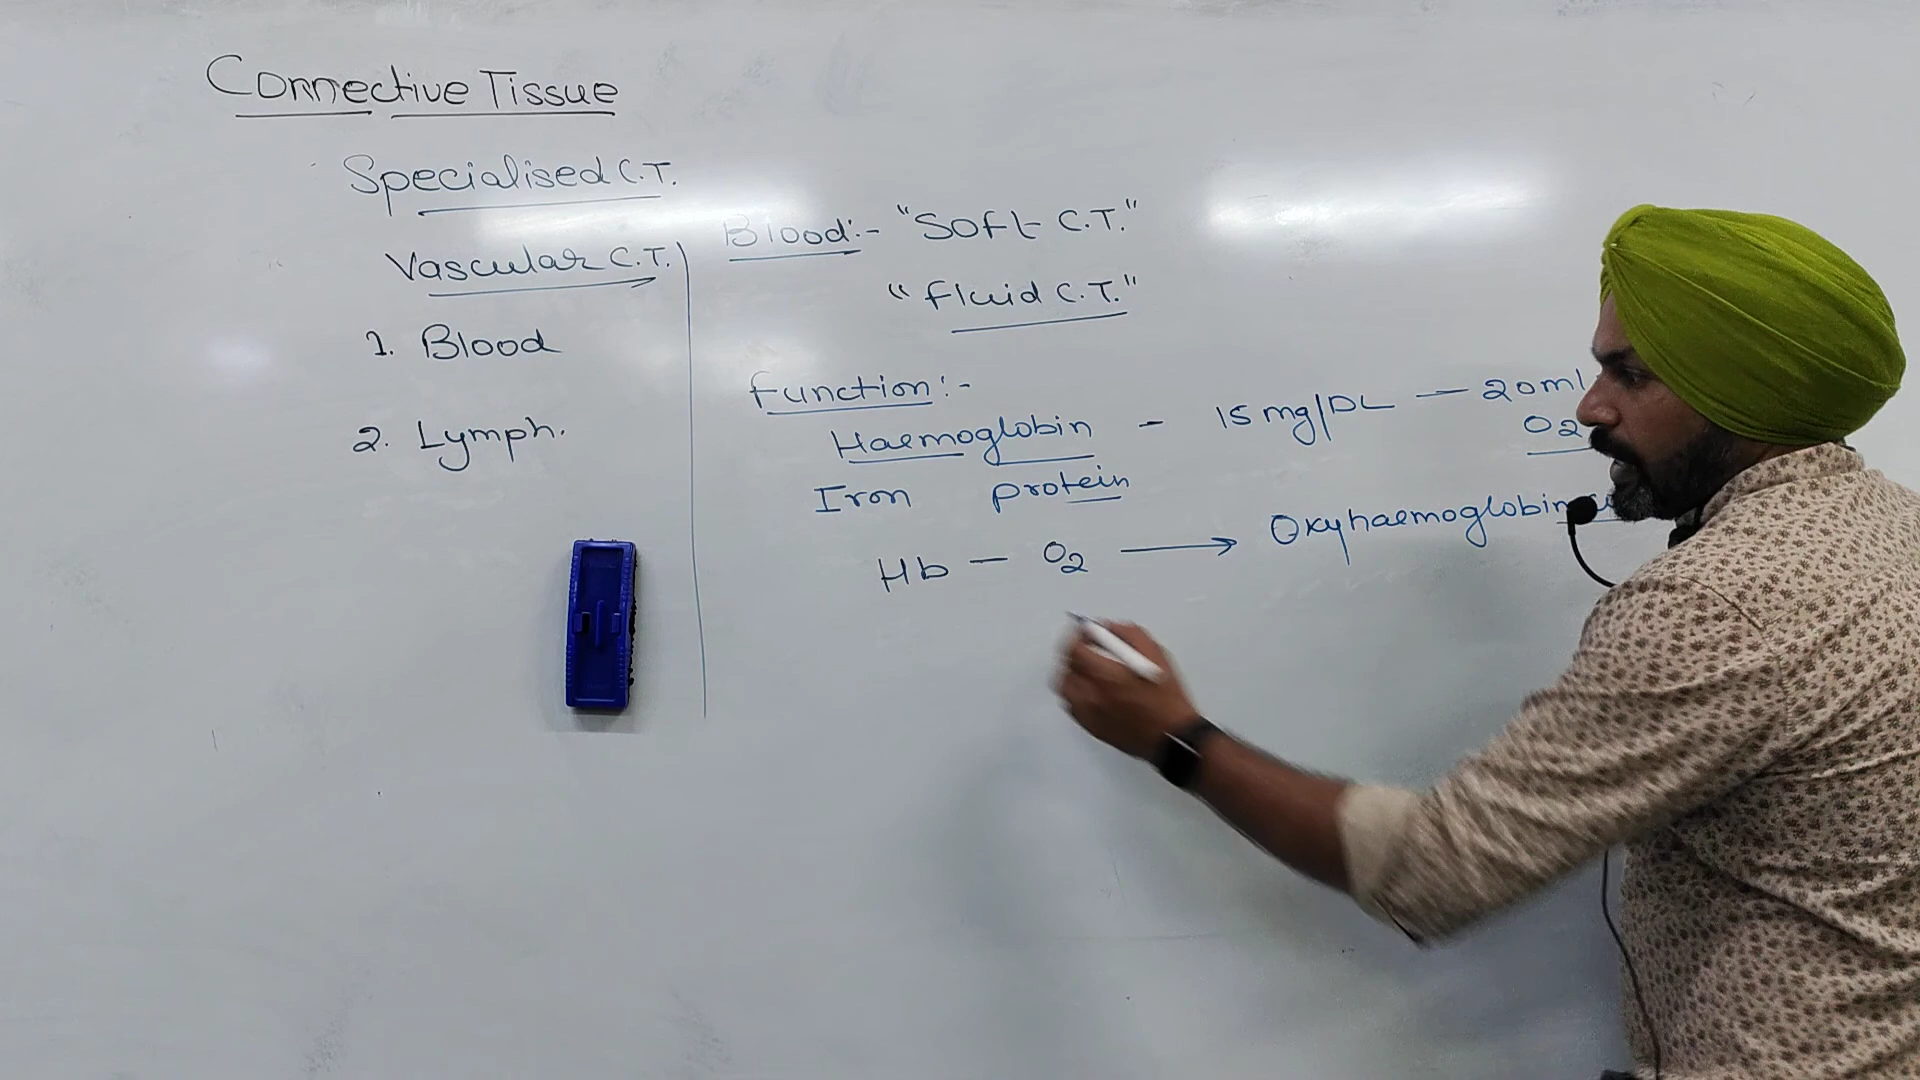 Connective Tissue
Specialised C.T.
Vascular C.T.
1. Blood
2. Lymph.
Blood:- "Soft C.T."
"fluid C.T."
function:-
Haemoglobin - 15 mg/DL — 20ml
O2
Iron protein
Hb — O2 → Oxyhaemoglobin